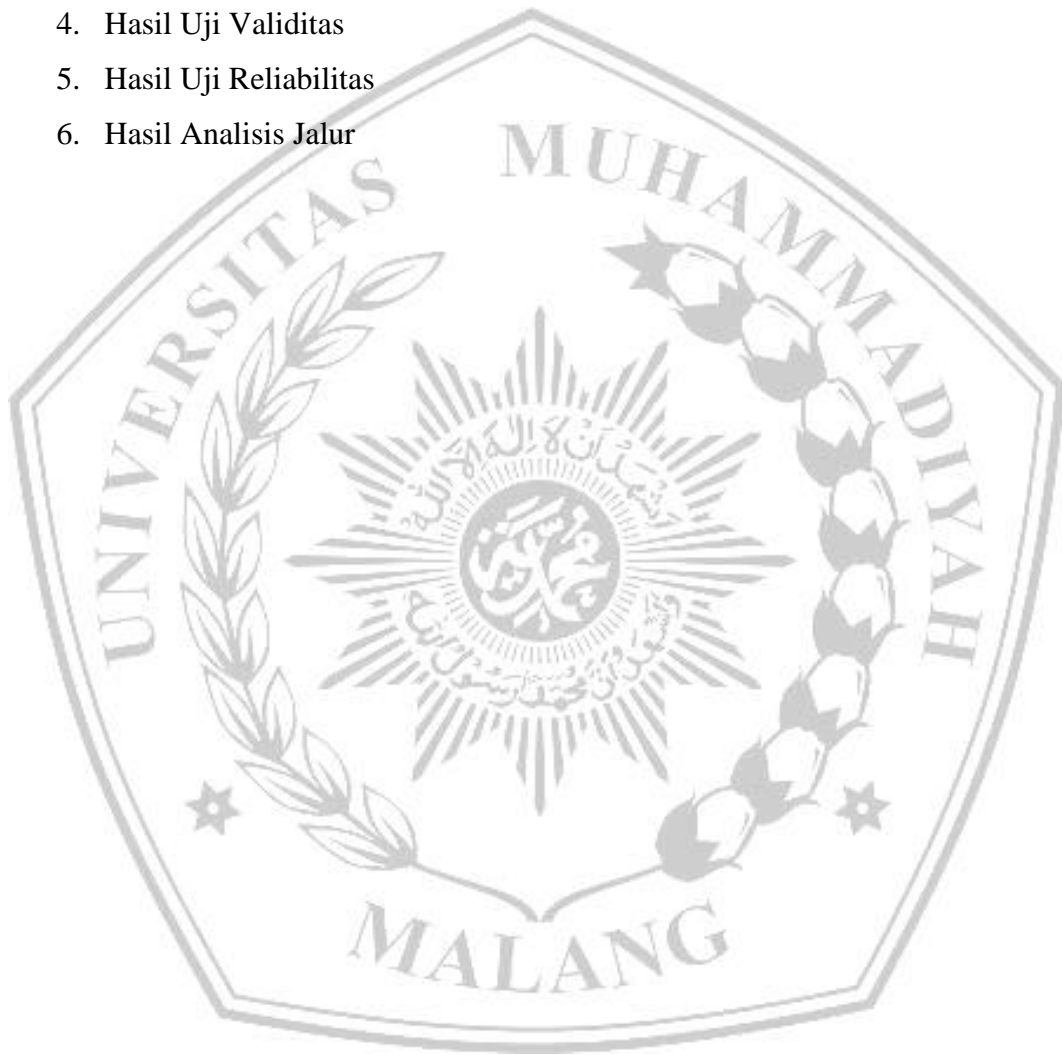 4. Hasil Uji Validitas
5. Hasil Uji Reliabilitas
6. Hasil Analisis Jalur
UNIVERSITAS MUHAMMADIYAH
MALANG